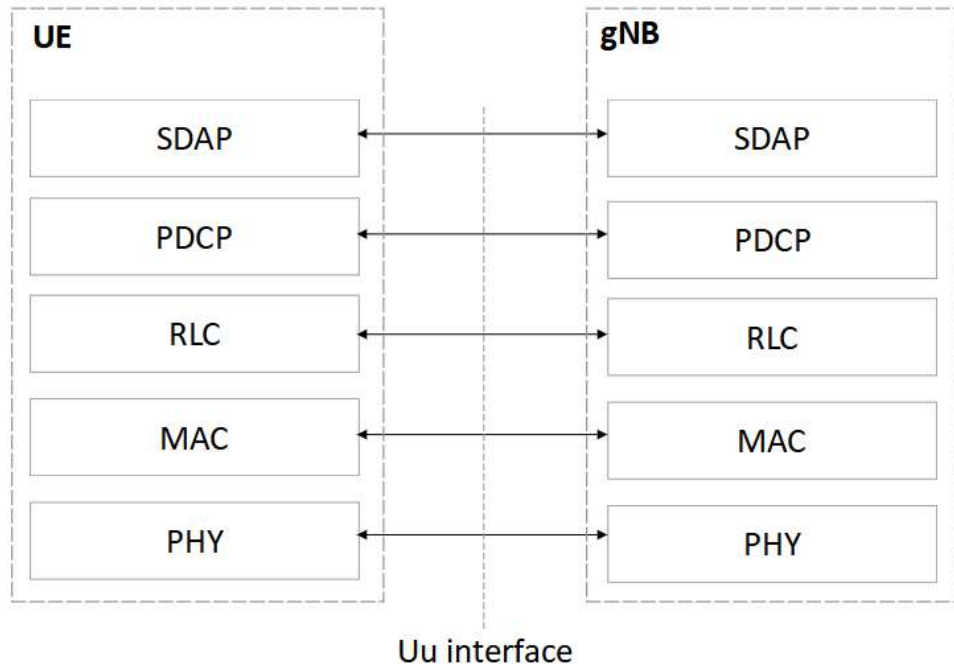 UE
gNB
SDAP
SDAP
PDCP
PDCP
RLC
RLC
MAC
MAC
PHY
PHY
Uu interface